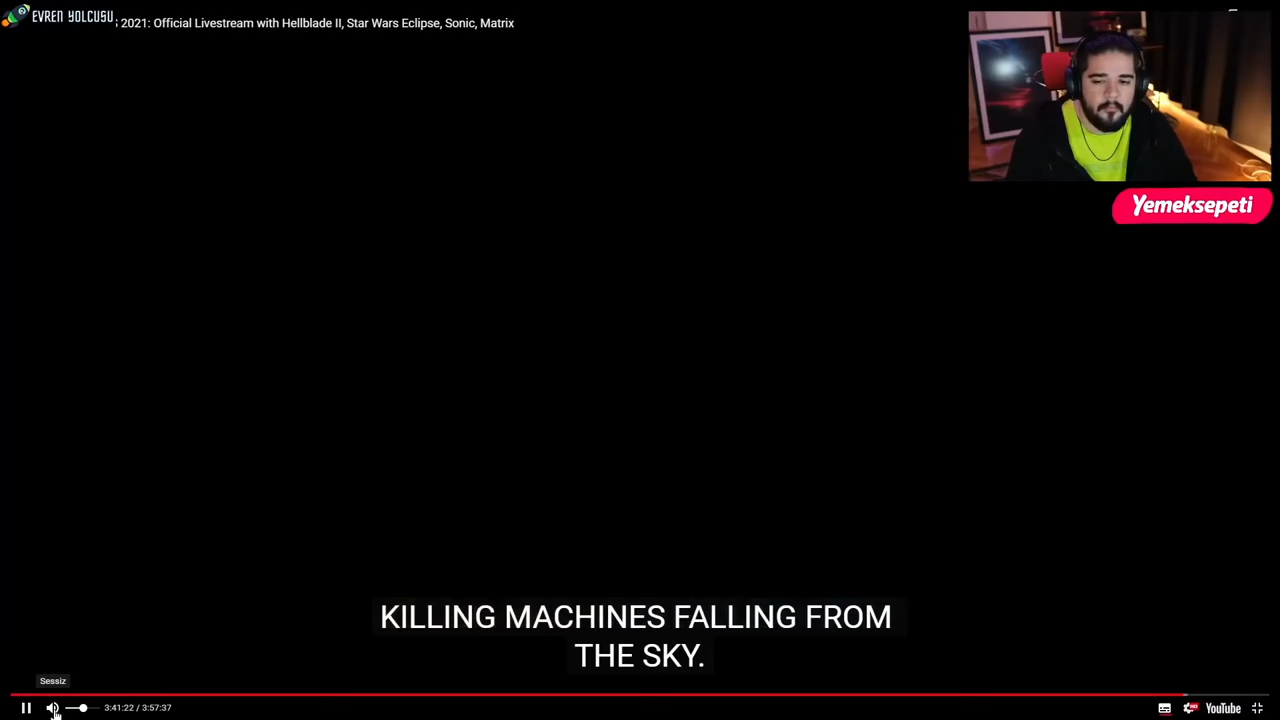 EVREN YOLCUSU
2021: Official Livestream with Hellblade II, Star Wars Eclipse, Sonic, Matrix
Yemeksepeti
KILLING MACHINES FALLING FROM
THE SKY.
Sessiz
3:41:22 / 3:57:37
HD
YouTube